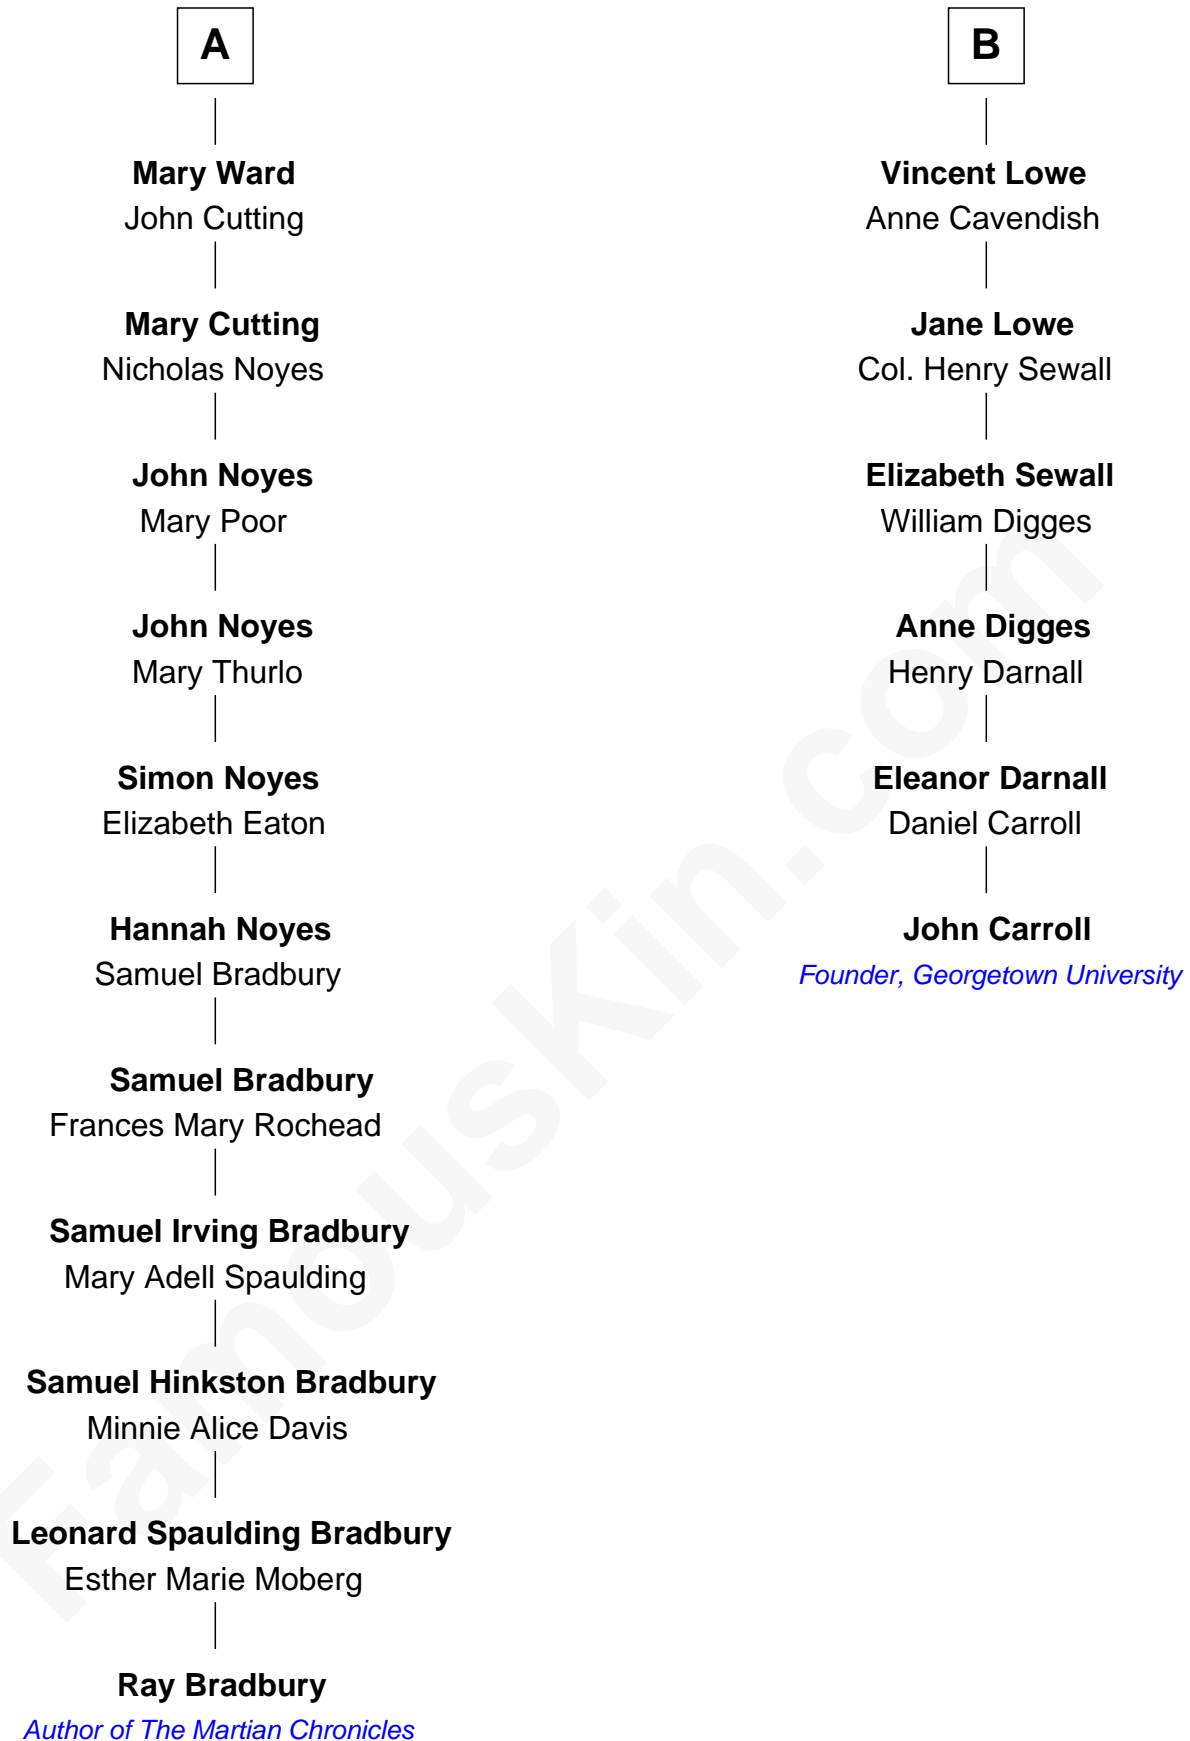 A
Mary Ward
John Cutting
Mary Cutting
Nicholas Noyes
John Noyes
Mary Poor
John Noyes
Mary Thurlo
Simon Noyes
Elizabeth Eaton
Hannah Noyes
Samuel Bradbury
Samuel Bradbury
Frances Mary Rochead
Samuel Irving Bradbury
Mary Adell Spaulding
Samuel Hinkston Bradbury
Minnie Alice Davis
Leonard Spaulding Bradbury
Esther Marie Moberg
Ray Bradbury
Author of The Martian Chronicles
B
Vincent Lowe
Anne Cavendish
Jane Lowe
Col. Henry Sewall
Elizabeth Sewall
William Digges
Anne Digges
Henry Darnall
Eleanor Darnall
Daniel Carroll
John Carroll
Founder, Georgetown University
FamousKin.com